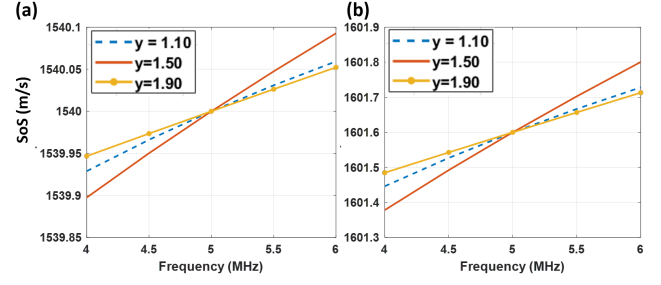 (a)
1540.1
1540.05
1540
1539.95
1539.9
1539.85
SoS (m/s)
y = 1.10
y=1.50
y=1.90
4
4.5
5
5.5
6
Frequency (MHz)
(b)
1601.9
1601.8
1601.7
1601.6
1601.5
1601.4
1601.3
y = 1.10
y=1.50
y=1.90
4
4.5
5
5.5
6
Frequency (MHz)